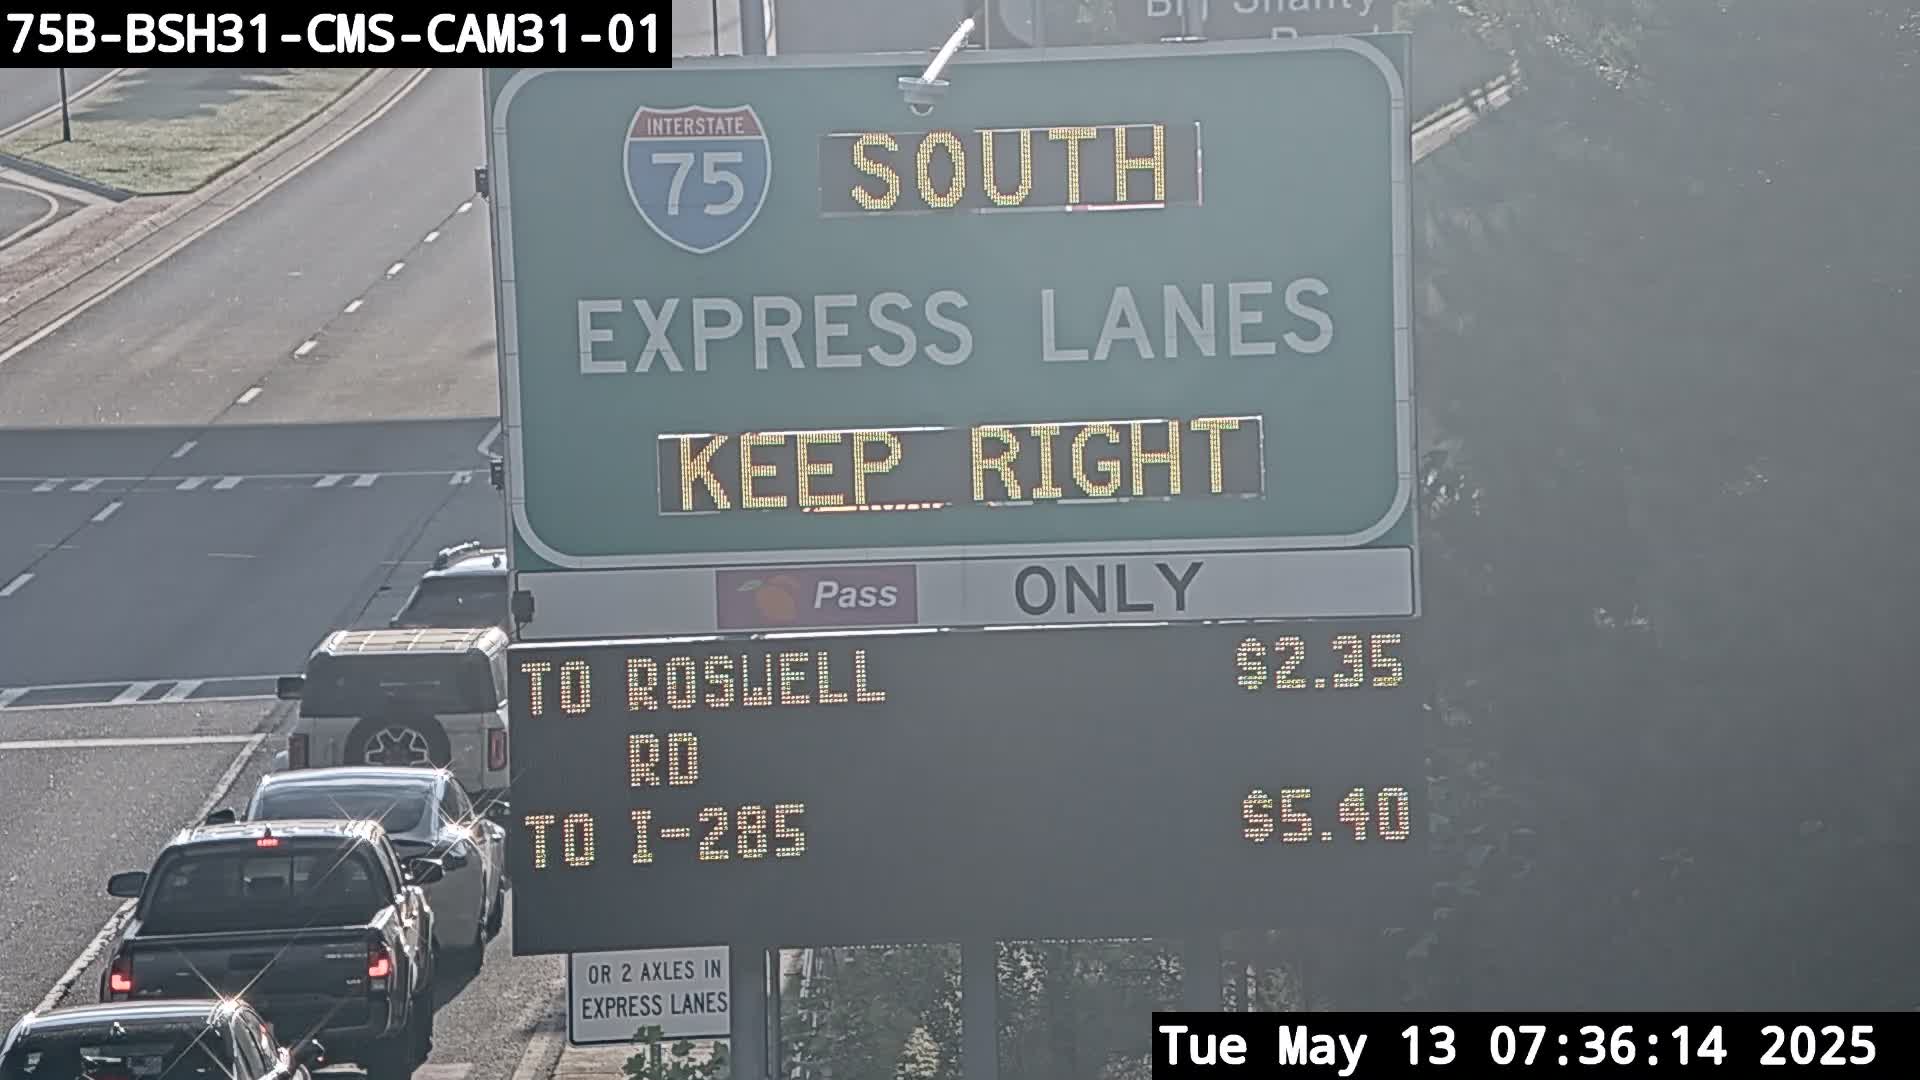 75B-BSH31-CMS-CAM31-01
Shanty
INTERSTATE
75
SOUTH
EXPRESS LANES
KEEP RIGHT
Pass ONLY
TO ROSWELL $2.35
RD
TO I-285 $5.40
OR 2 AXLES IN
EXPRESS LANES
Tue May 13 07:36:14 2025